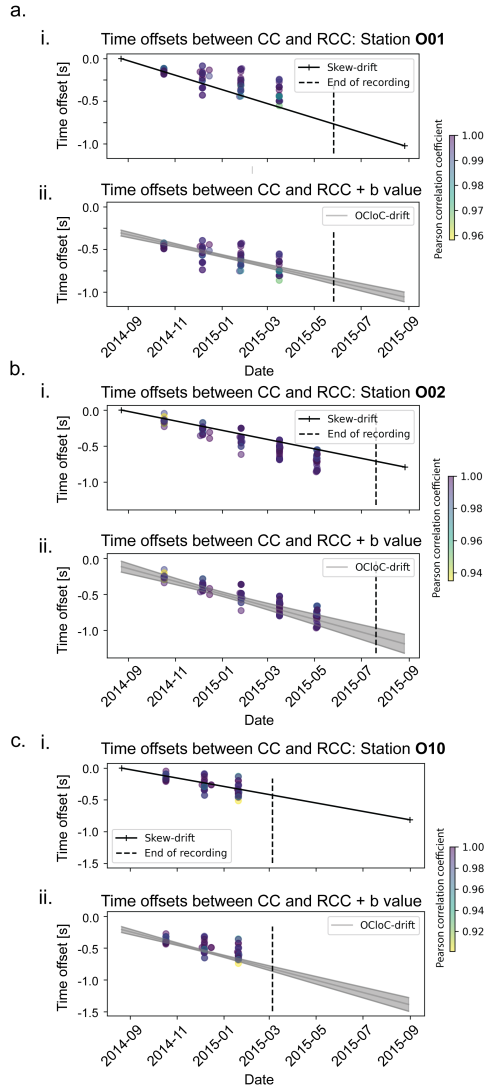 a.
i.
Time offsets between CC and RCC: Station O01
0.0
-0.5
-1.0
Time offset [s]
Skew-drift
End of recording
ii.
Time offsets between CC and RCC + b value
0.0
-0.5
-1.0
Time offset [s]
OCloC-drift
2014-09
2014-11
2015-01
2015-03
2015-05
2015-07
2015-09
Date
Pearson correlation coefficient
1.00
0.99
0.98
0.97
0.96
b.
i.
Time offsets between CC and RCC: Station O02
0.0
-0.5
-1.0
Time offset [s]
Skew-drift
End of recording
ii.
Time offsets between CC and RCC + b value
0.0
-0.5
-1.0
Time offset [s]
OCloC-drift
2014-09
2014-11
2015-01
2015-03
2015-05
2015-07
2015-09
Date
Pearson correlation coefficient
1.00
0.98
0.96
0.94
c.
i.
Time offsets between CC and RCC: Station O10
0.0
-0.5
-1.0
-1.5
Time offset [s]
Skew-drift
End of recording
ii.
Time offsets between CC and RCC + b value
0.0
-0.5
-1.0
-1.5
Time offset [s]
OCloC-drift
2014-09
2014-11
2015-01
2015-03
2015-05
2015-07
2015-09
Date
Pearson correlation coefficient
1.00
0.98
0.96
0.94
0.92